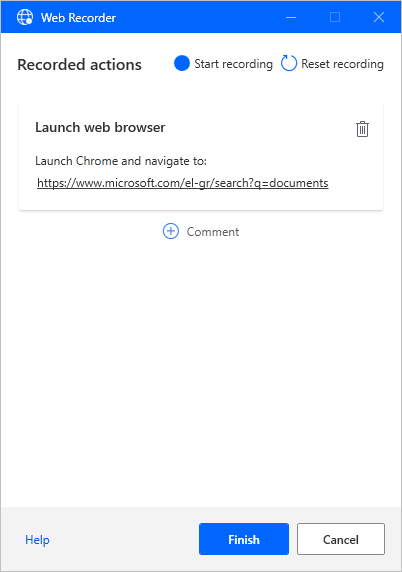 Web Recorder
Recorded actions
Start recording
Reset recording
Launch web browser
Launch Chrome and navigate to:
https://www.microsoft.com/el-gr/search?q=documents
Comment
Help
Finish
Cancel